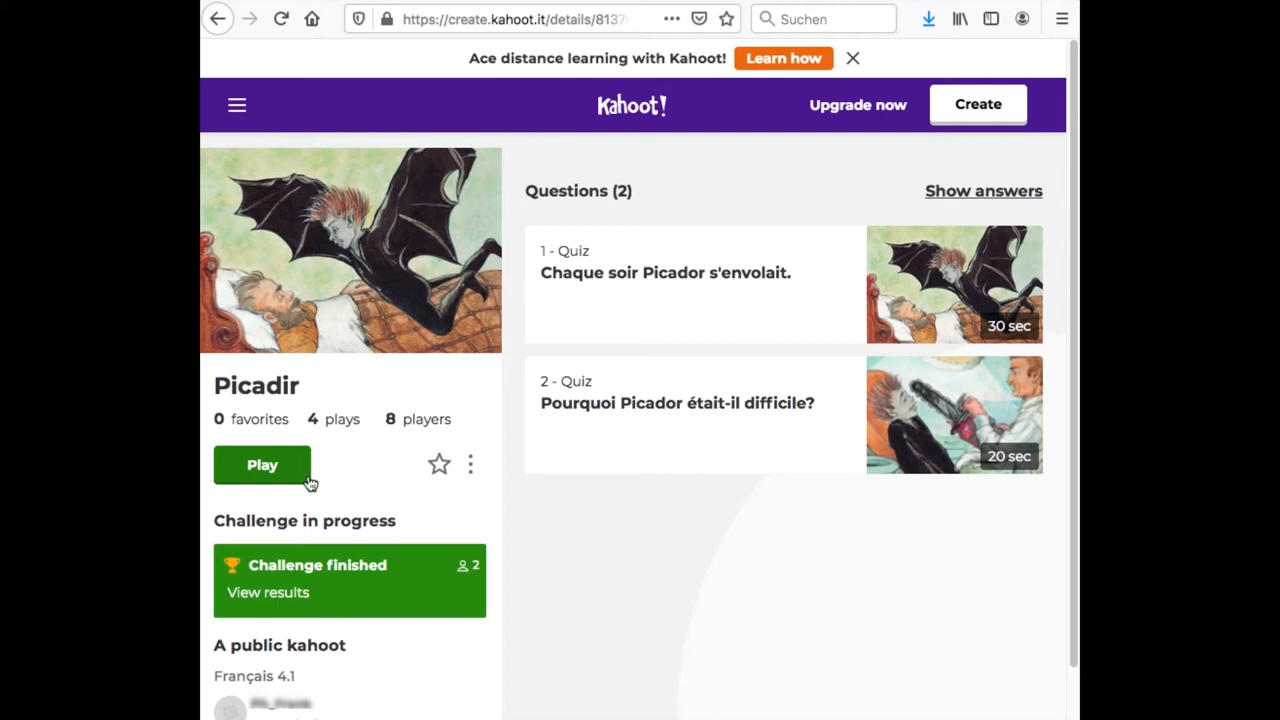 https://create.kahoot.it/details/8137
Suchen
Ace distance learning with Kahoot!
Learn how
Kahoot!
Upgrade now
Create
Questions (2)
Show answers
1 - Quiz
Chaque soir Picador s'envolait.
30 sec
2 - Quiz
Pourquoi Picador était-il difficile?
20 sec
Picadir
0 favorites 4 plays 8 players
Play
Challenge in progress
Challenge finished
2
View results
A public kahoot
Français 4.1